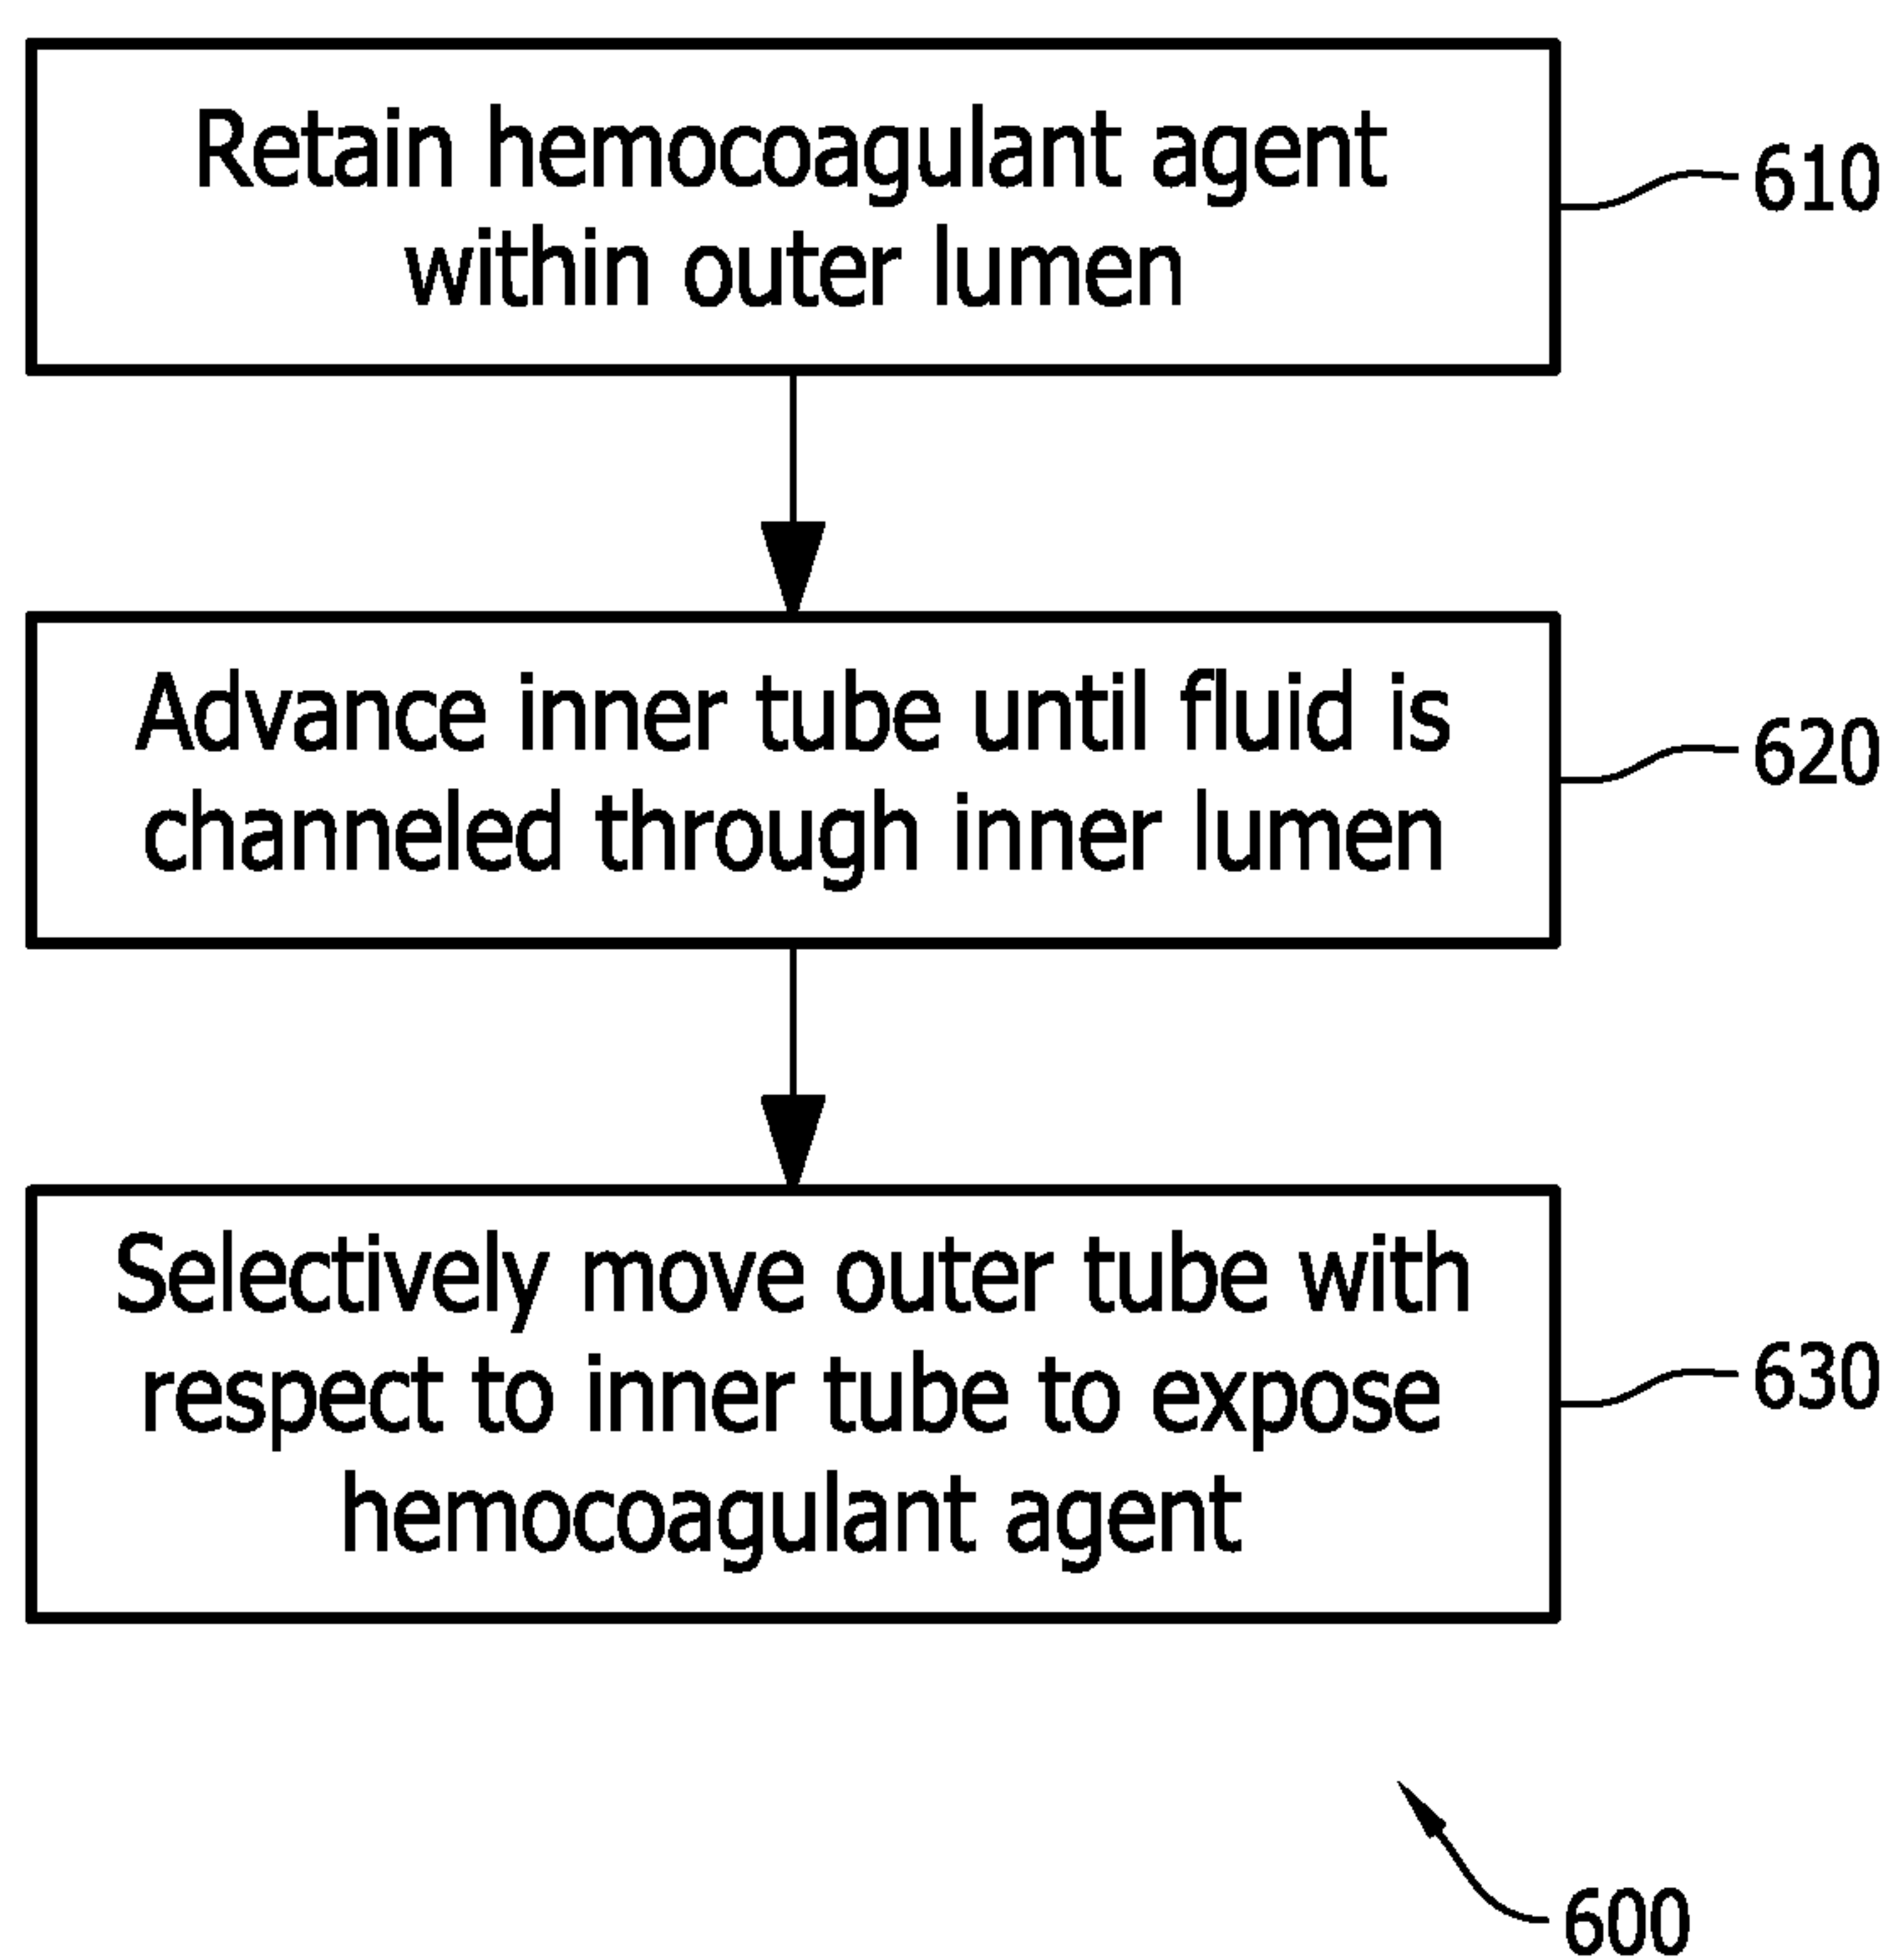 Retain hemocoagulant agent
within outer lumen
610
Advance inner tube until fluid is
channeled through inner lumen
620
Selectively move outer tube with
respect to inner tube to expose
hemocoagulant agent
630
600